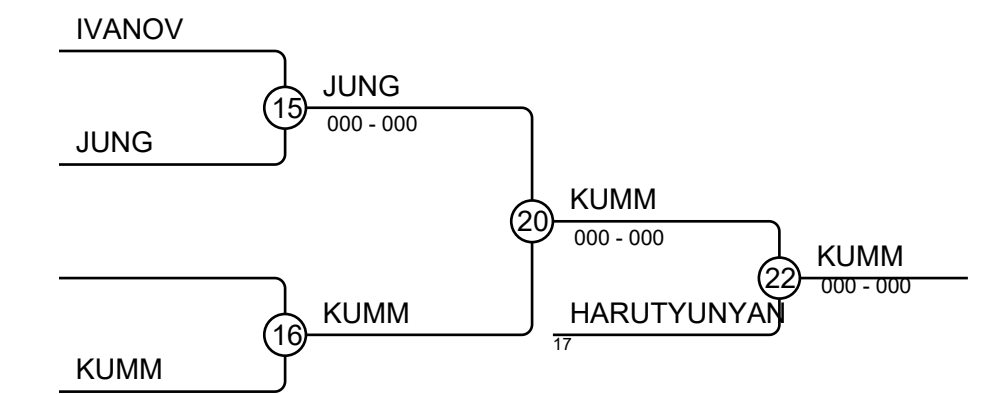 IVANOV
15
JUNG
000 - 000
JUNG
20
KUMM
000 - 000
22
KUMM
000 - 000
16
KUMM
HARUTYUNYAN
17
KUMM